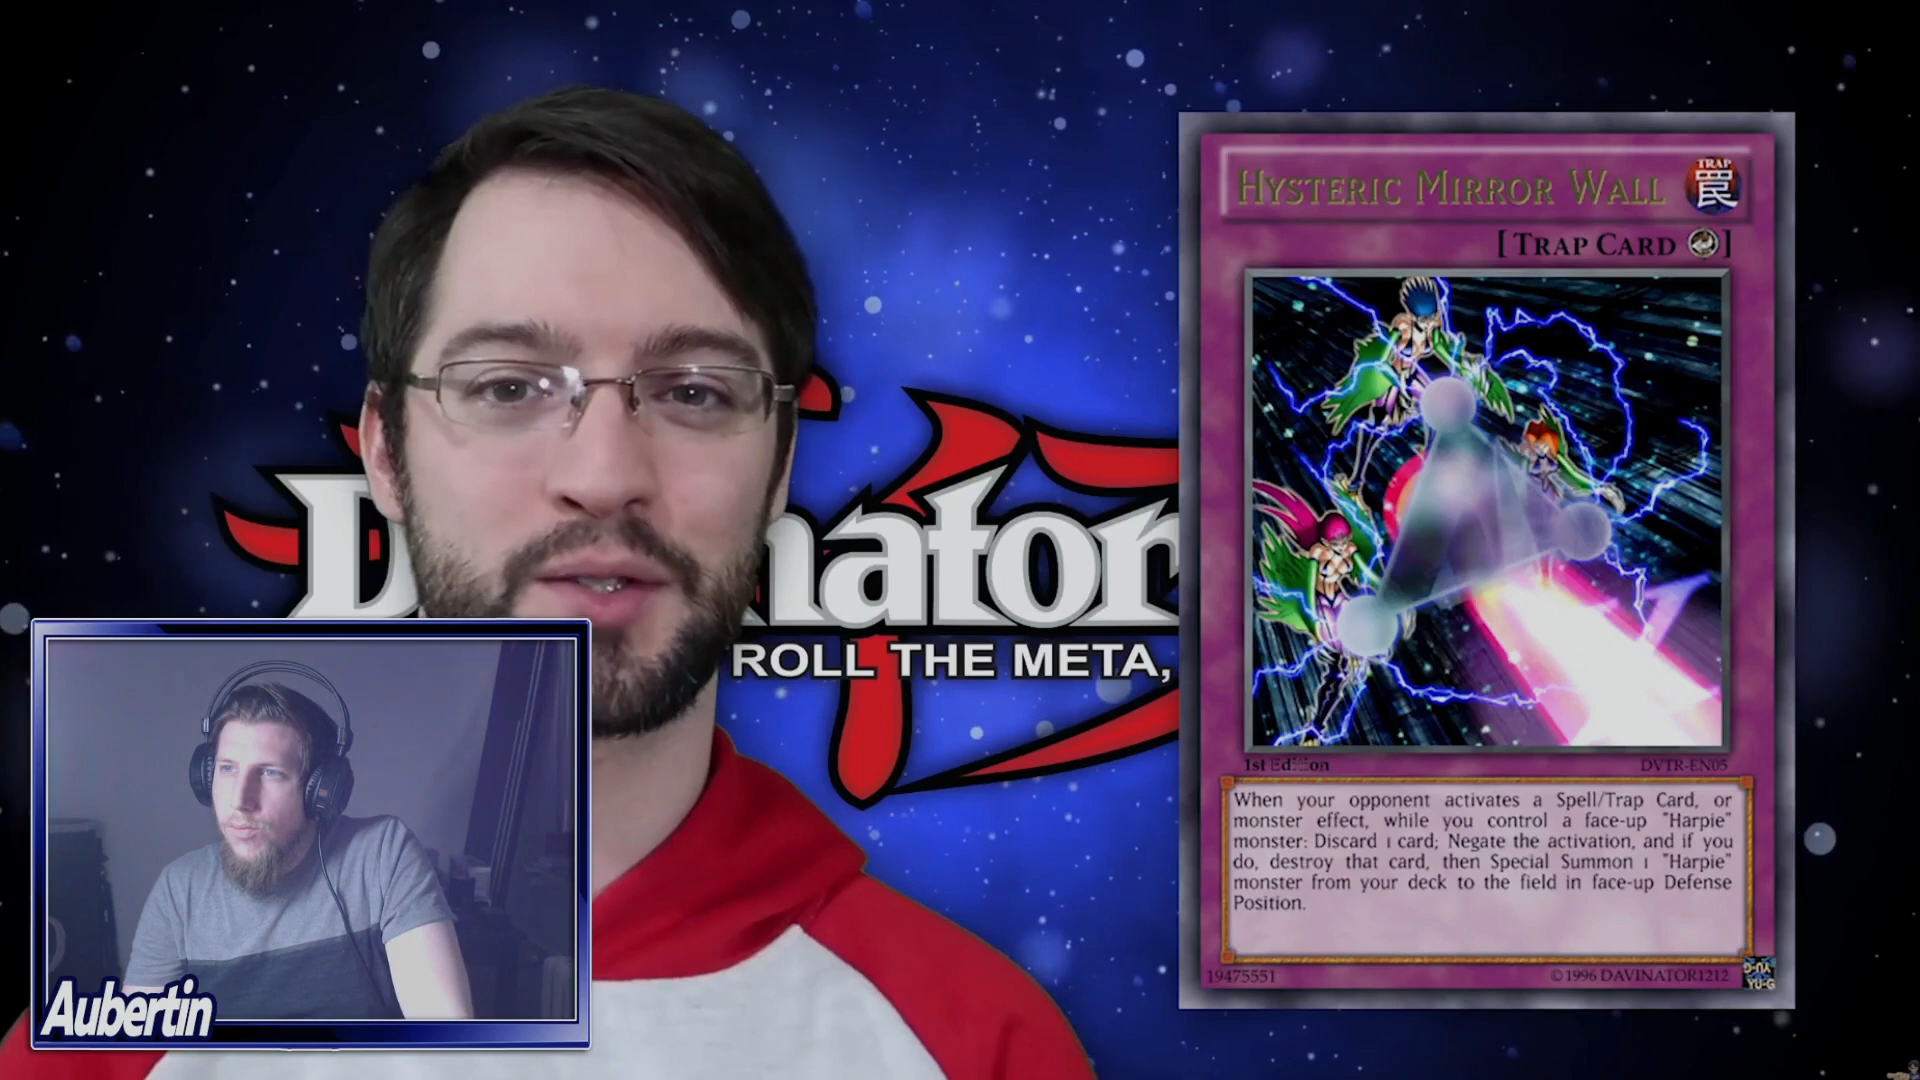 HYSTERIC MIRROR WALL
TRAP
罠
[TRAP CARD]
nator
ROLL THE META,
1st Edition
DVTR-EN05
When your opponent activates a Spell/Trap Card, or
monster effect, while you control a face-up "Harpie"
monster: Discard 1 card; Negate the activation, and if you
do, destroy that card, then Special Summon 1 "Harpie"
monster from your deck to the field in face-up Defense
Position.
19475551
©1996 DAVINATOR1212
YU-G
Aubertin